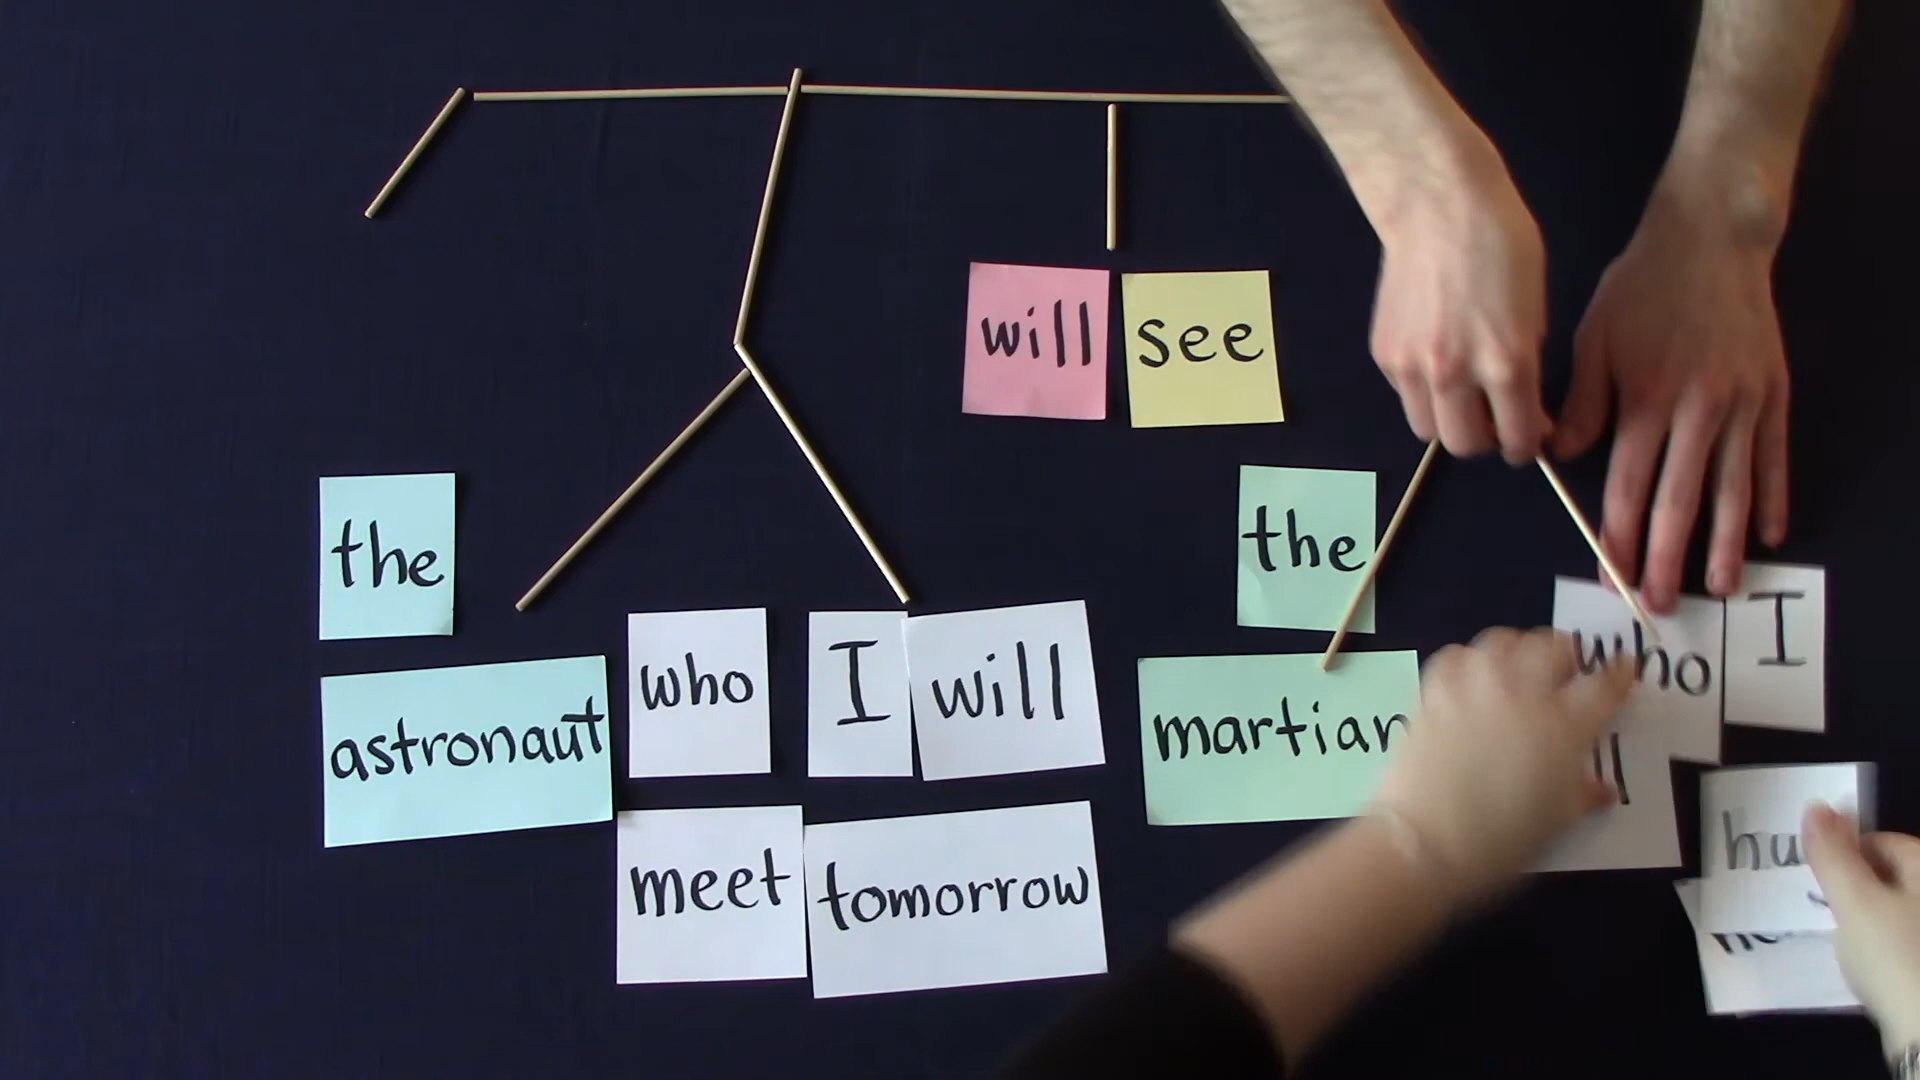 will see
the
the
astronaut who I will
martian
who I
meet tomorrow